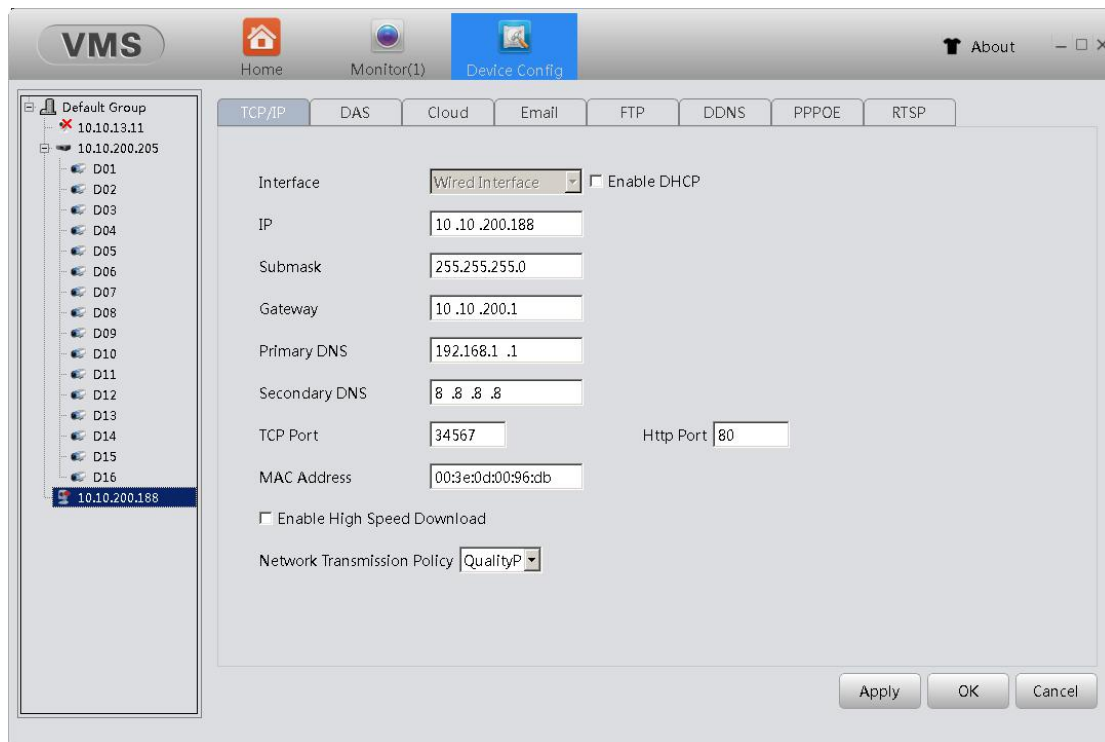 VMS
Home
Monitor(1)
Device Config
About
Default Group
10.10.13.11
10.10.200.205
D01
D02
D03
D04
D05
D06
D07
D08
D09
D10
D11
D12
D13
D14
D15
D16
10.10.200.188
TCP/IP DAS Cloud Email FTP DDNS PPPOE RTSP
Interface Wired Interface Enable DHCP
IP 10 .10 .200.188
Submask 255.255.255.0
Gateway 10 .10 .200.1
Primary DNS 192.168.1 .1
Secondary DNS 8 .8 .8 .8
TCP Port 34567 Http Port 80
MAC Address 00:3e:0d:00:96:db
Enable High Speed Download
Network Transmission Policy QualityP
Apply OK Cancel